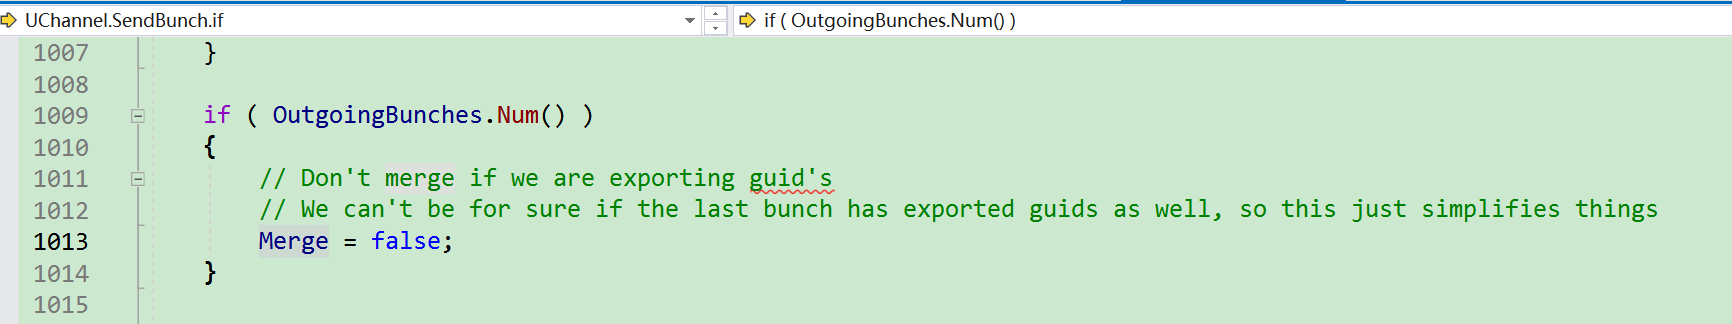 UChannel.SendBunch.if
if ( OutgoingBunches.Num() )
1007 }
1008
1009 if ( OutgoingBunches.Num() )
1010 {
1011 // Don't merge if we are exporting guid's
1012 // We can't be for sure if the last bunch has exported guids as well, so this just simplifies things
1013 Merge = false;
1014 }
1015